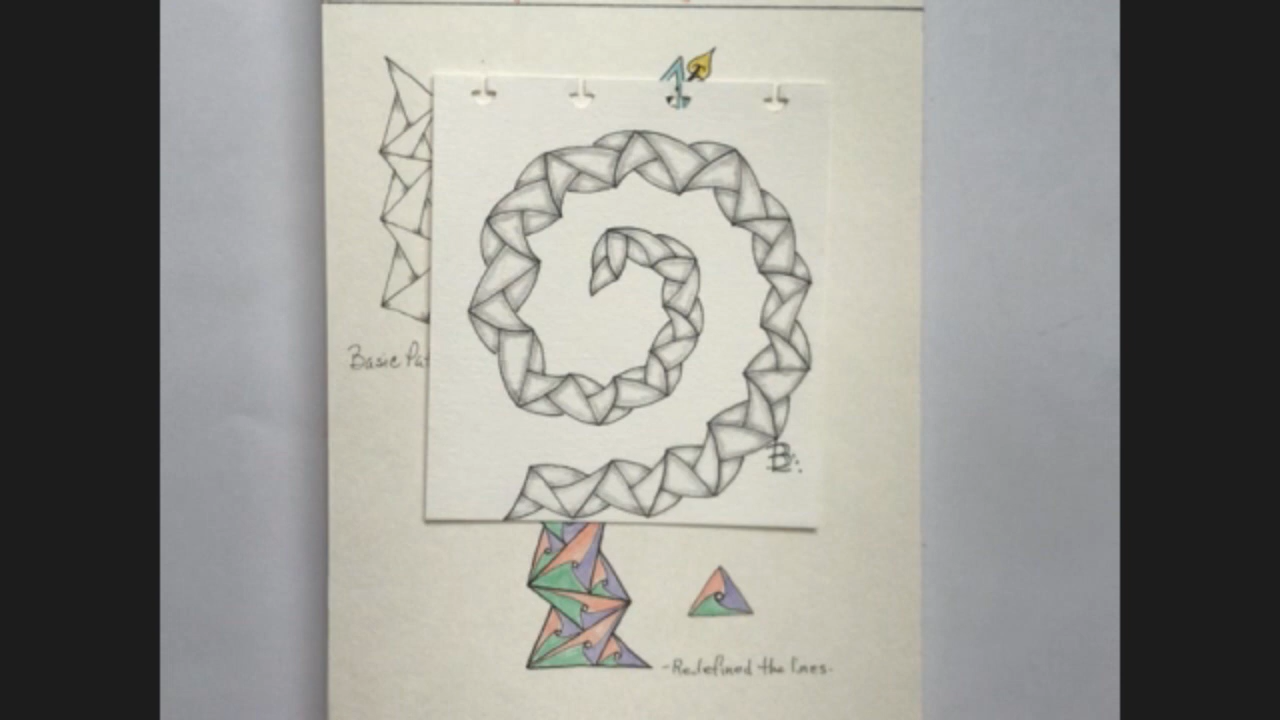 Basic Pat
B.
-Redefined the lines-